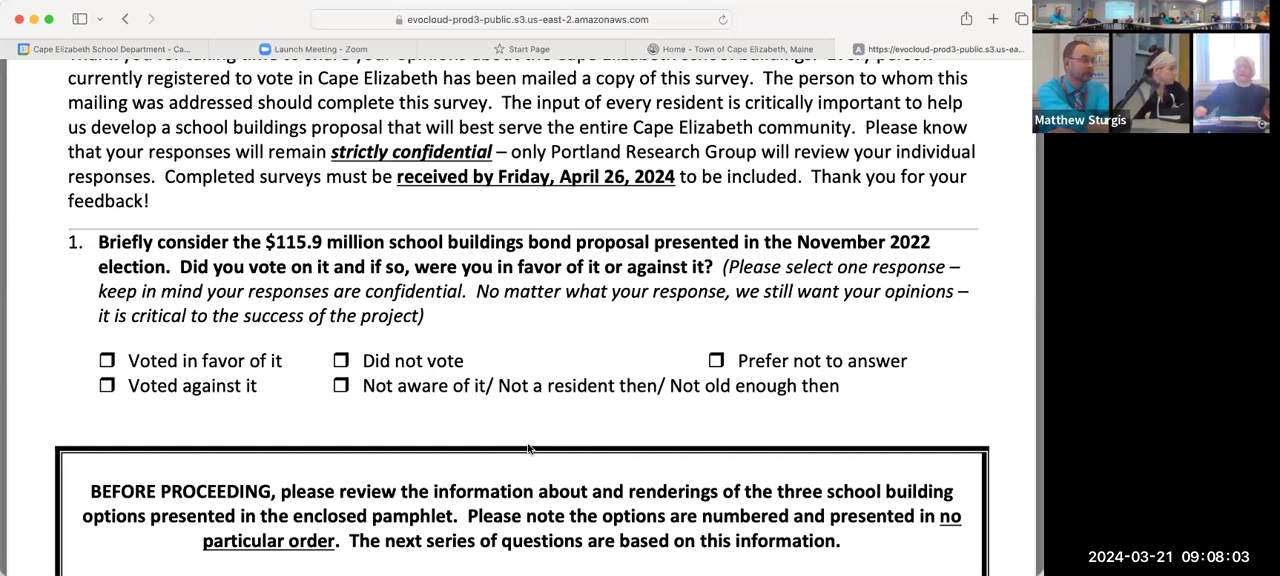 evocloud-prod3-public.s3.us-east-2.amazonaws.com
Cape Elizabeth School Department - Ca...
Launch Meeting - Zoom
Start Page
Home - Town of Cape Elizabeth, Maine
https://evocloud-prod3-public.s3.us-ea...
currently registered to vote in Cape Elizabeth has been mailed a copy of this survey. The person to whom this
mailing was addressed should complete this survey. The input of every resident is critically important to help
us develop a school buildings proposal that will best serve the entire Cape Elizabeth community. Please know
that your responses will remain strictly confidential – only Portland Research Group will review your individual
responses. Completed surveys must be received by Friday, April 26, 2024 to be included. Thank you for your
feedback!
1. Briefly consider the $115.9 million school buildings bond proposal presented in the November 2022
election. Did you vote on it and if so, were you in favor of it or against it? (Please select one response –
keep in mind your responses are confidential. No matter what your response, we still want your opinions –
it is critical to the success of the project)
Voted in favor of it Did not vote Prefer not to answer
Voted against it Not aware of it/ Not a resident then/ Not old enough then
BEFORE PROCEEDING, please review the information about and renderings of the three school building
options presented in the enclosed pamphlet. Please note the options are numbered and presented in no
particular order. The next series of questions are based on this information.
Matthew Sturgis
2024-03-21 09:08:03